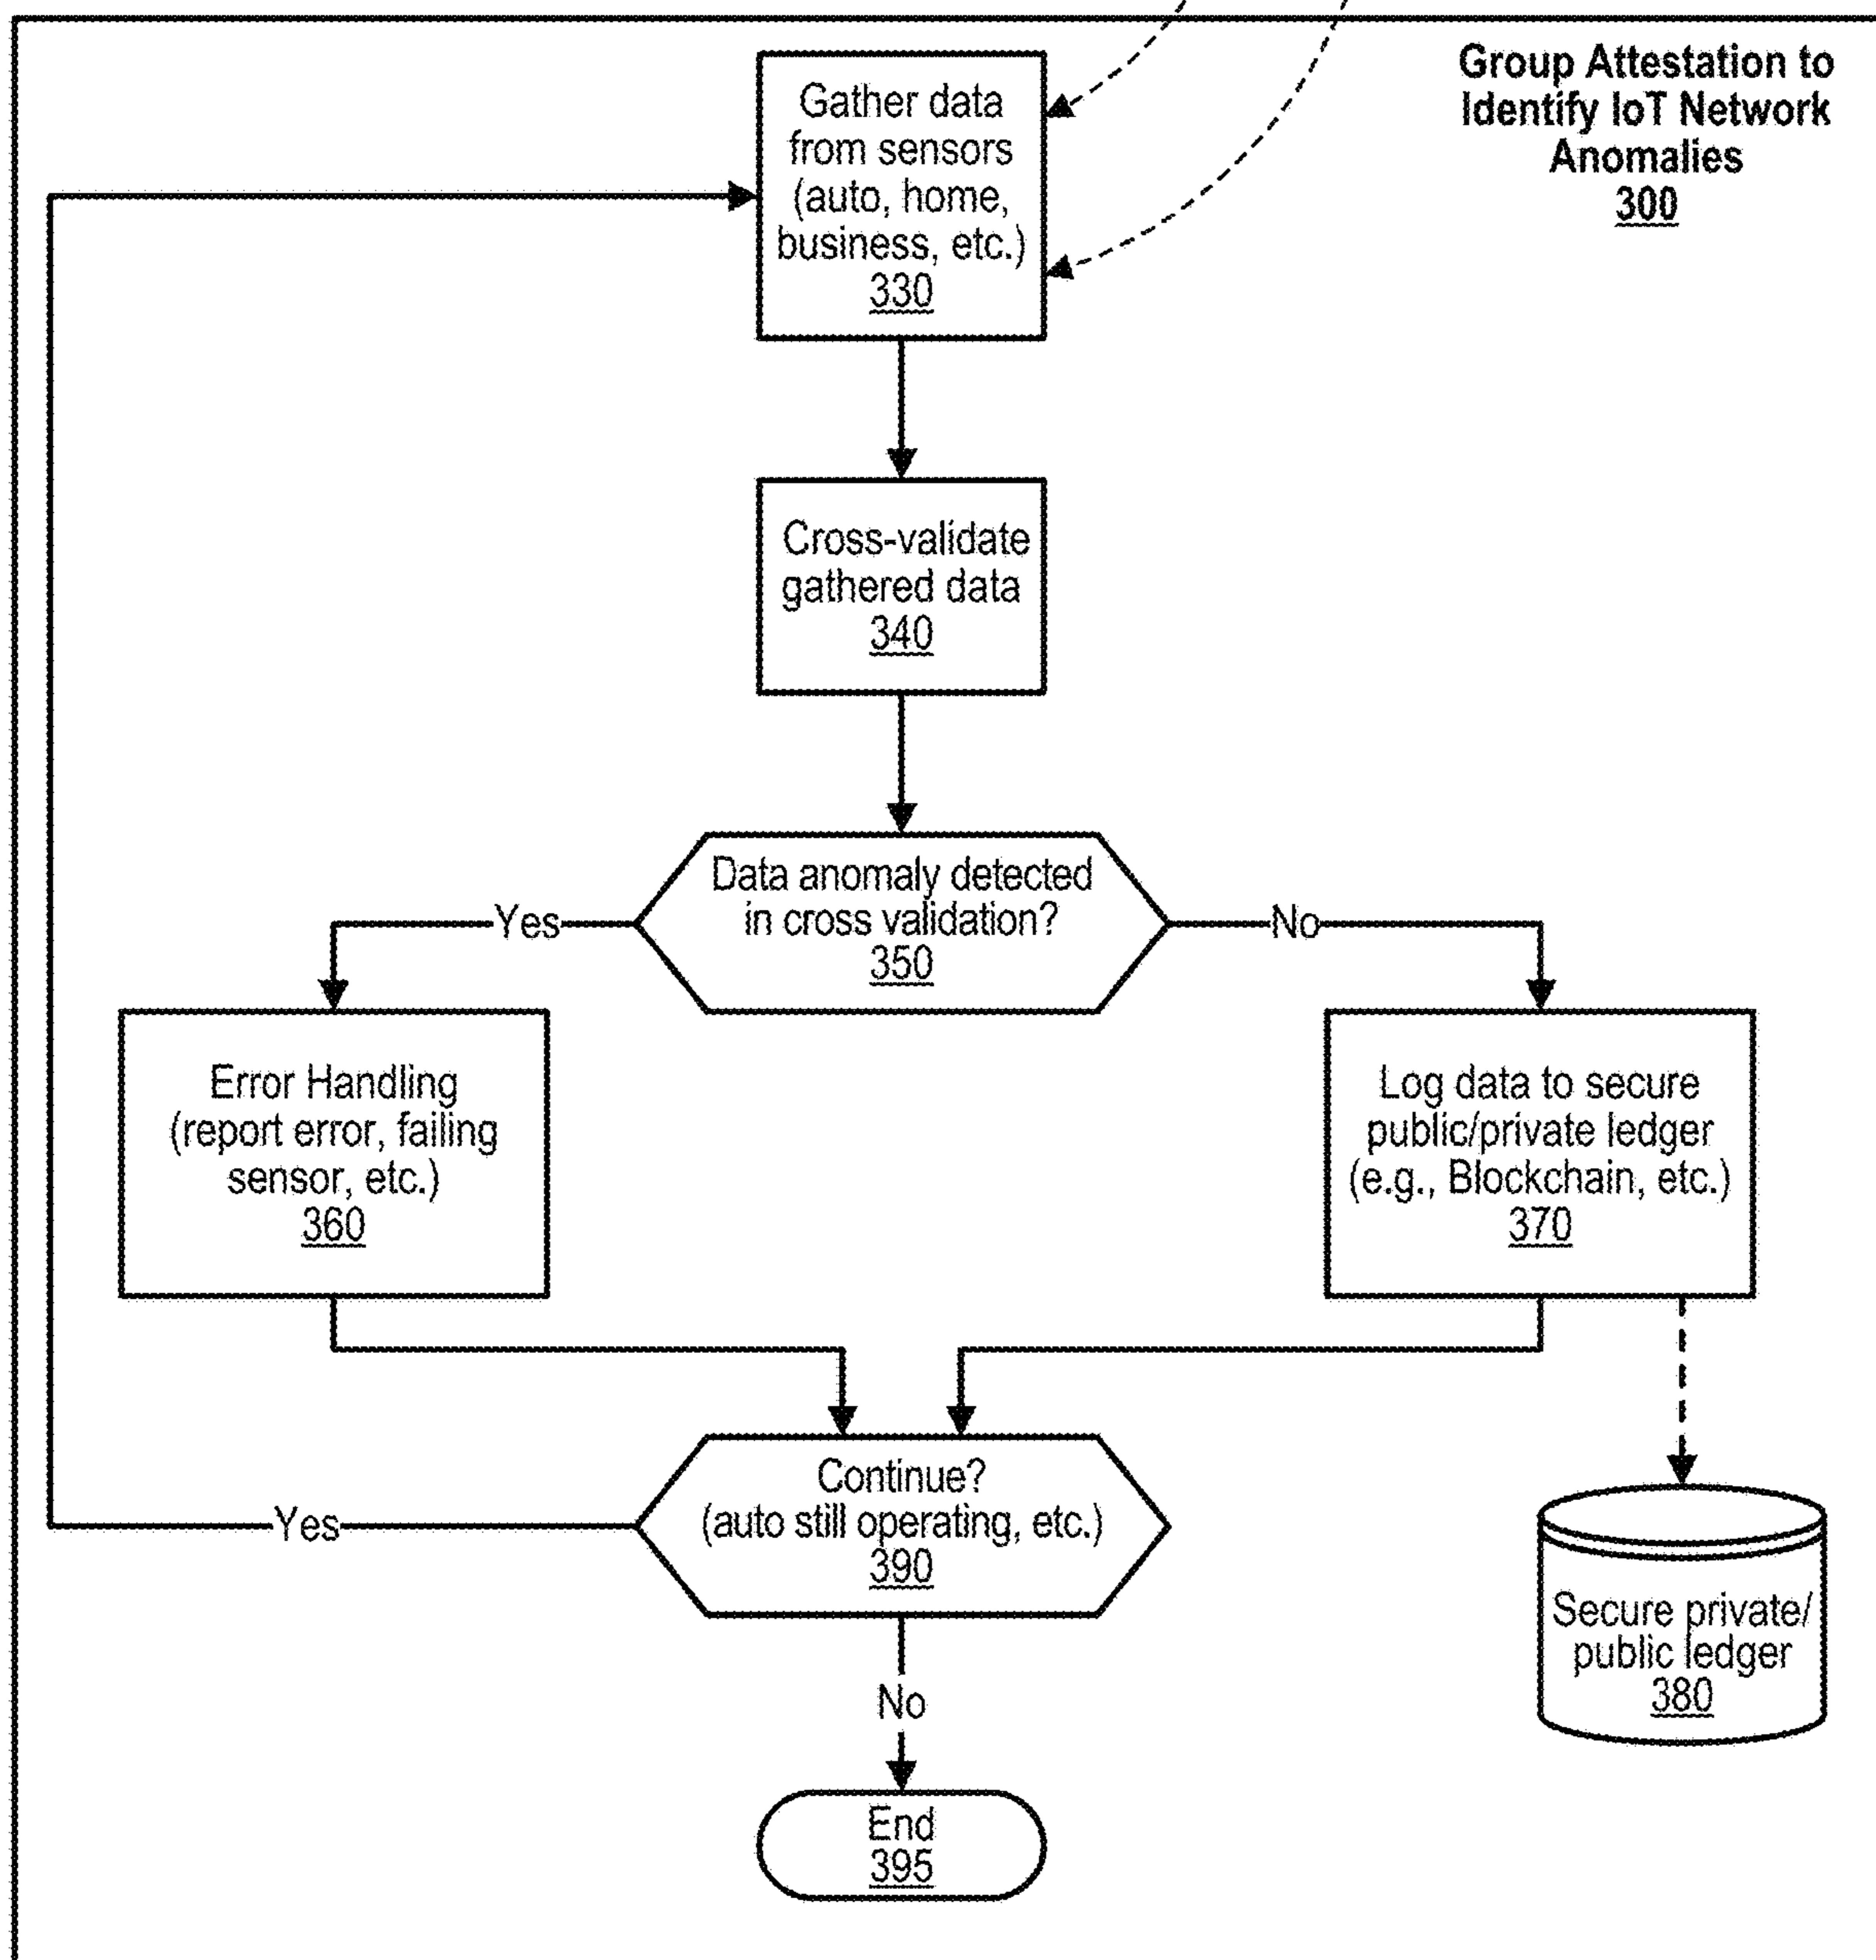 Group Attestation to
Identify IoT Network
Anomalies
300
Gather data
from sensors
(auto, home,
business, etc.)
330
Cross-validate
gathered data
340
Data anomaly detected
in cross validation?
350
Yes
No
Error Handling
(report error, failing
sensor, etc.)
360
Log data to secure
public/private ledger
(e.g., Blockchain, etc.)
370
Continue?
(auto still operating, etc.)
390
Yes
No
Secure private/
public ledger
380
End
395